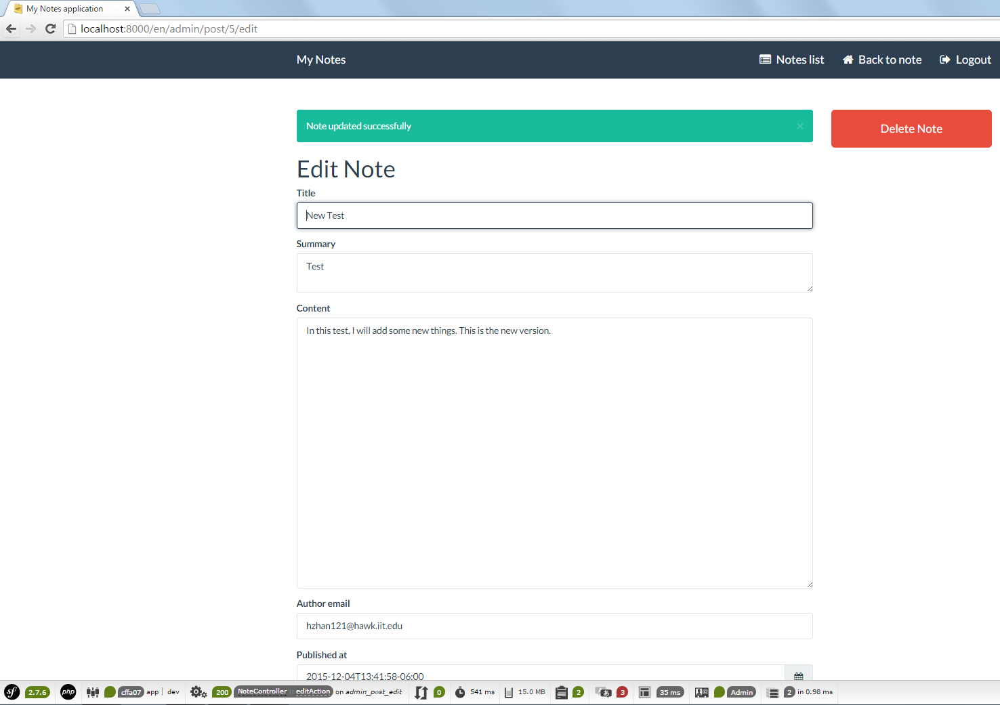 My Notes application
localhost:8000/en/admin/post/5/edit
My Notes
Notes list
Back to note
Logout
Note updated successfully
×
Delete Note
Edit Note
Title
New Test
Summary
Test
Content
In this test, I will add some new things. This is the new version.
Author email
hzhan121@hawk.iit.edu
Published at
2015-12-04T13:41:58-06:00
sf 2.7.6 php cffa07 app | dev 200 NoteController :: editAction on admin_post_edit 0 541 ms 15.0 MB 2 あ 3 35 ms Admin 2 in 0.98 ms